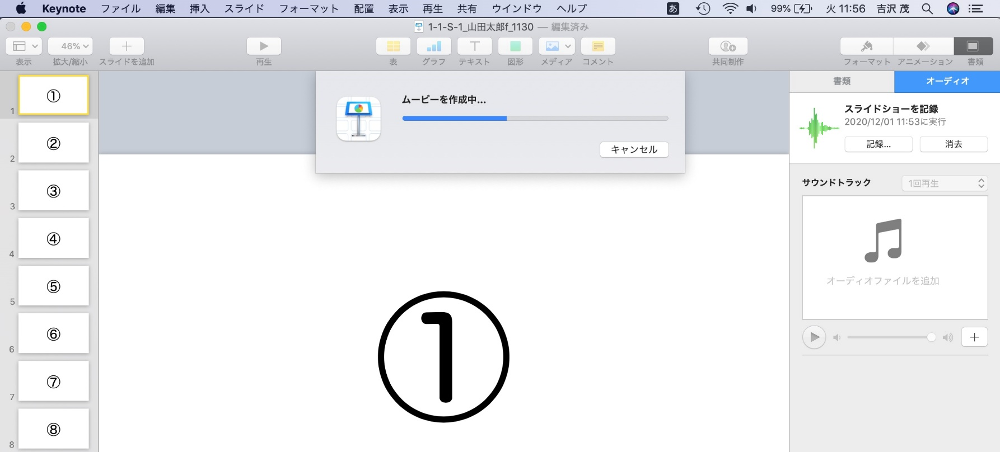 Keynote ファイル 編集 挿入 スライド フォーマット 配置 表示 再生 共有 ウインドウ ヘルプ あ 99% 火 11:56 吉沢 茂
1-1-S-1_山田太郎f_1130 — 編集済み
46%
表示 拡大/縮小 スライドを追加 再生 表 グラフ テキスト 図形 メディア コメント 共同制作 フォーマット アニメーション 書類
①
1
②
2
③
3
④
4
⑤
5
⑥
6
⑦
7
⑧
8
ムービーを作成中...
キャンセル
①
書類 オーディオ
スライドショーを記録
2020/12/01 11:53に実行
記録... 消去
サウンドトラック 1回再生
オーディオファイルを追加